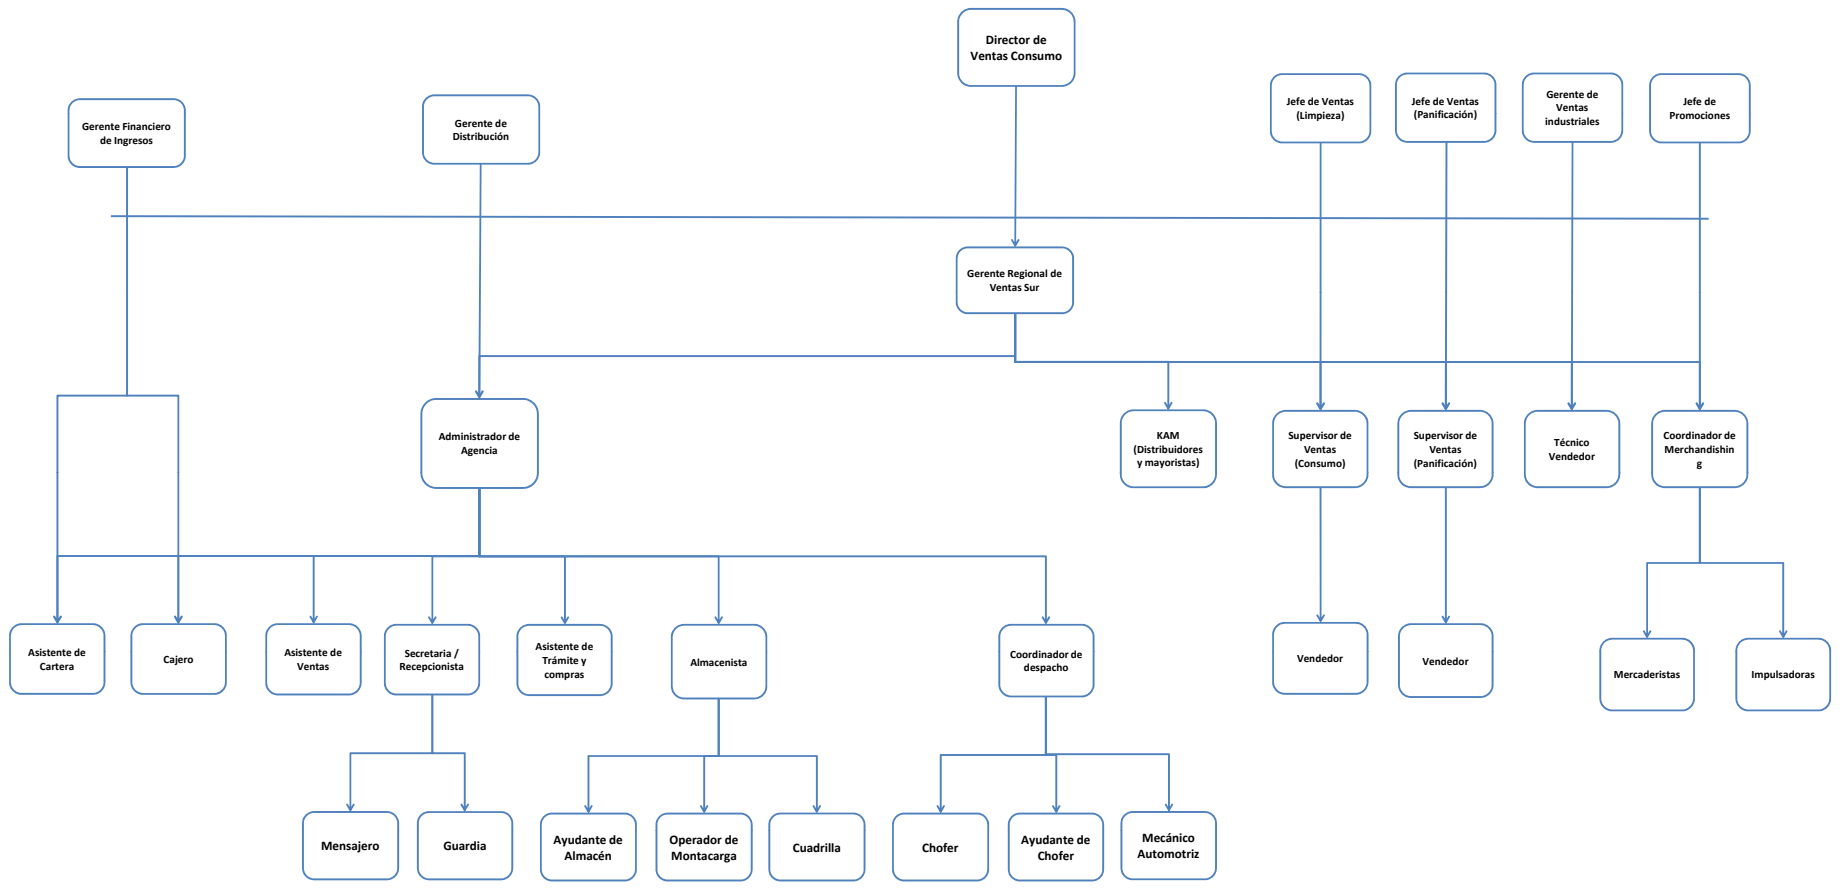 Director de
Ventas Consumo
Gerente Financiero
de Ingresos
Gerente de
Distribución
Jefe de Ventas
(Limpieza)
Jefe de Ventas
(Panificación)
Gerente de
Ventas
industriales
Jefe de
Promociones
Gerente Regional de
Ventas Sur
Administrador de
Agencia
KAM
(Distribuidores
y mayoristas)
Supervisor de
Ventas
(Consumo)
Supervisor de
Ventas
(Panificación)
Técnico
Vendedor
Coordinador de
Merchandishin
g
Asistente de
Cartera
Cajero
Asistente de
Ventas
Secretaria /
Recepcionista
Asistente de
Trámite y
compras
Almacenista
Coordinador de
despacho
Vendedor
Vendedor
Mercaderistas
Impulsadoras
Mensajero
Guardia
Ayudante de
Almacén
Operador de
Montacarga
Cuadrilla
Chofer
Ayudante de
Chofer
Mecánico
Automotriz